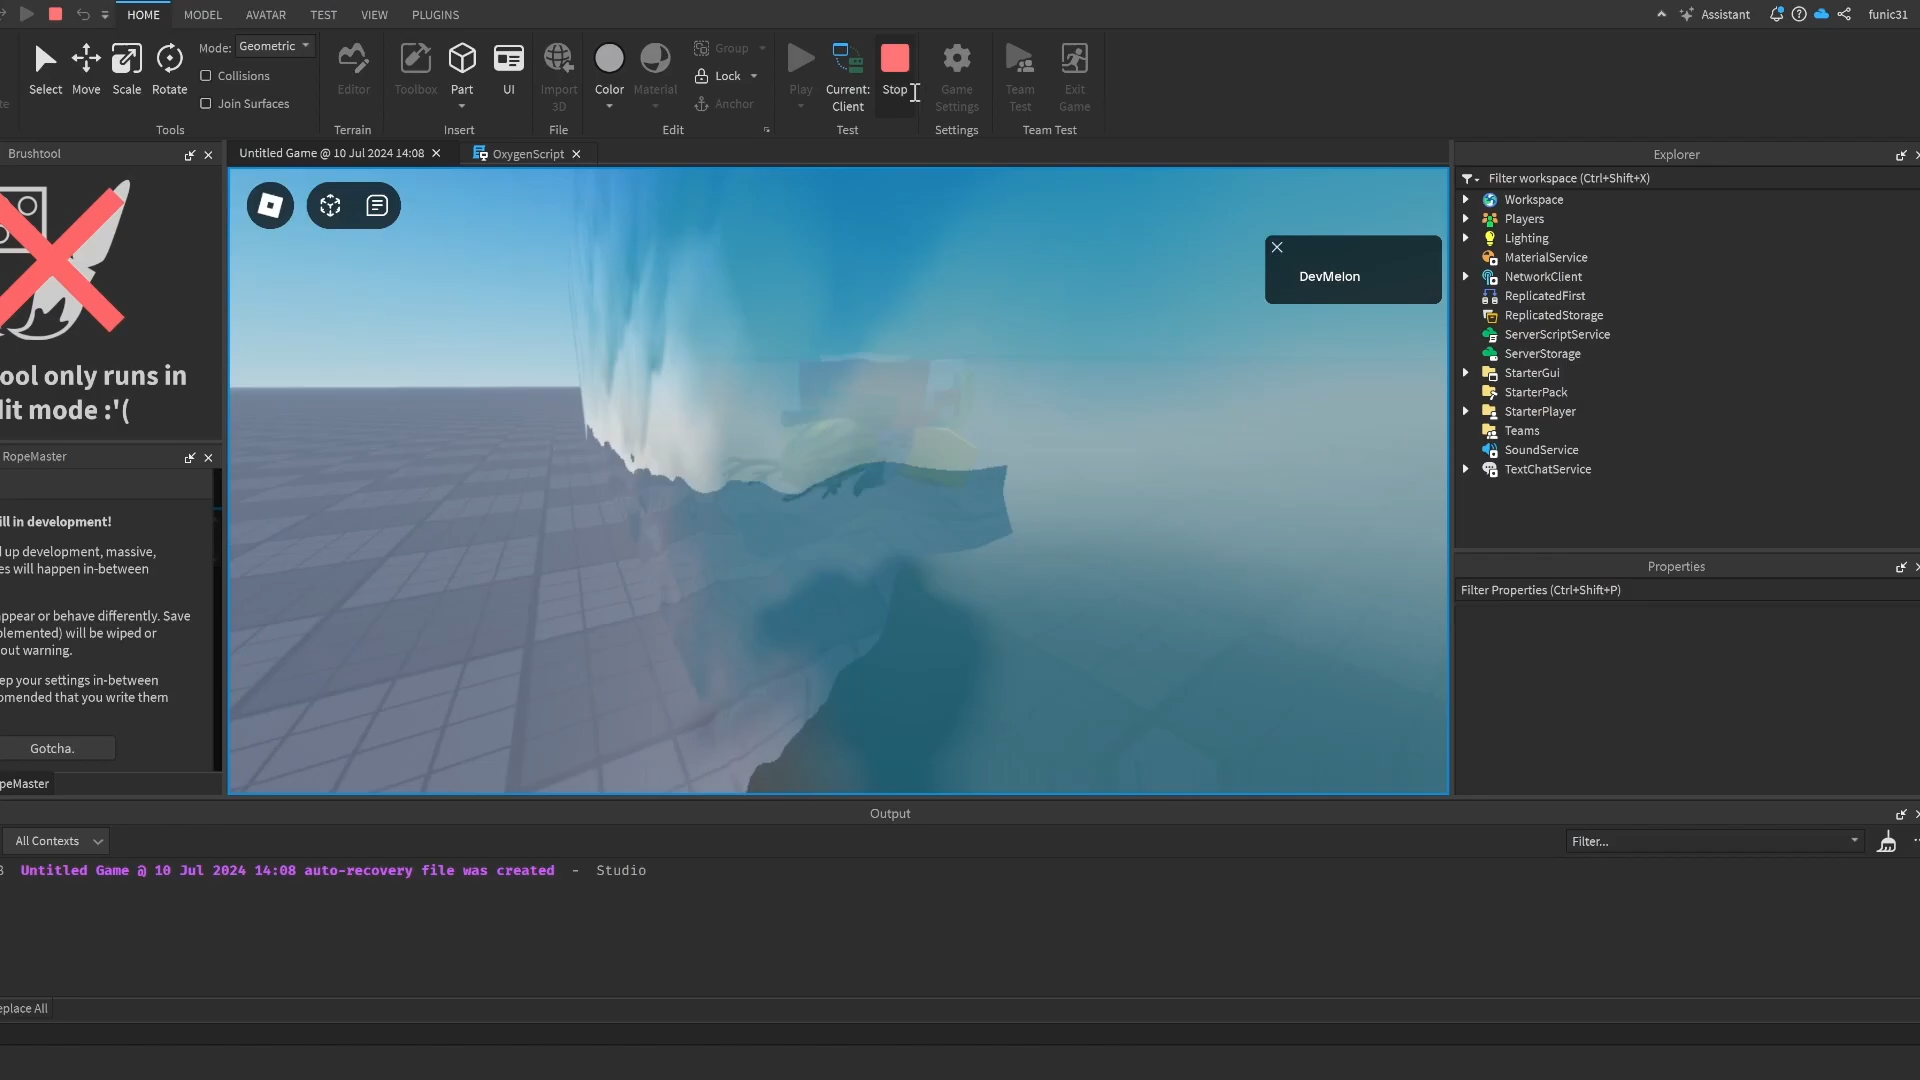 HOME MODEL AVATAR TEST VIEW PLUGINS Assistant funic31
Select Move Scale Rotate
Mode: Geometric
Collisions
Join Surfaces
Tools
Editor
Terrain
Toolbox Part UI
Insert
Import
3D
File
Color Material
Group
Lock
Anchor
Edit
Play Current:
Client Stop
Test
Game
Settings
Settings
Team
Test Exit
Game
Team Test
Brushtool
ool only runs in
dit mode :'(
RopeMaster
ill in development!
d up development, massive,
es will happen in-between
appear or behave differently. Save
plemented) will be wiped or
out warning.
ep your settings in-between
omended that you write them
Gotcha.
peMaster
Untitled Game @ 10 Jul 2024 14:08 OxygenScript
DevMelon
Explorer
Filter workspace (Ctrl+Shift+X)
Workspace
Players
Lighting
MaterialService
NetworkClient
ReplicatedFirst
ReplicatedStorage
ServerScriptService
ServerStorage
StarterGui
StarterPack
StarterPlayer
Teams
SoundService
TextChatService
Properties
Filter Properties (Ctrl+Shift+P)
Output
All Contexts Filter...
Untitled Game @ 10 Jul 2024 14:08 auto-recovery file was created - Studio
eplace All